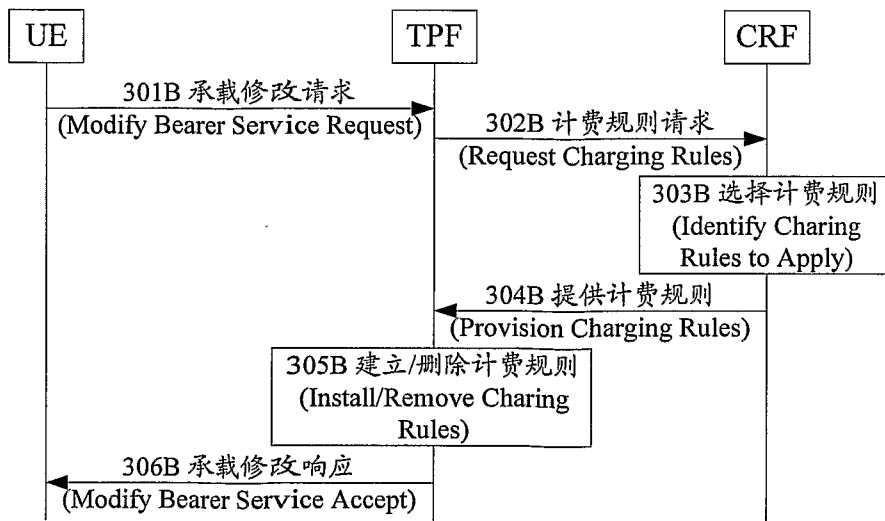 UE
TPF
CRF
301B 承载修改请求
(Modify Bearer Service Request)
302B 计费规则请求
(Request Charging Rules)
303B 选择计费规则
(Identify Charing
Rules to Apply)
304B 提供计费规则
(Provision Charging Rules)
305B 建立/删除计费规则
(Install/Remove Charing
Rules)
306B 承载修改响应
(Modify Bearer Service Accept)